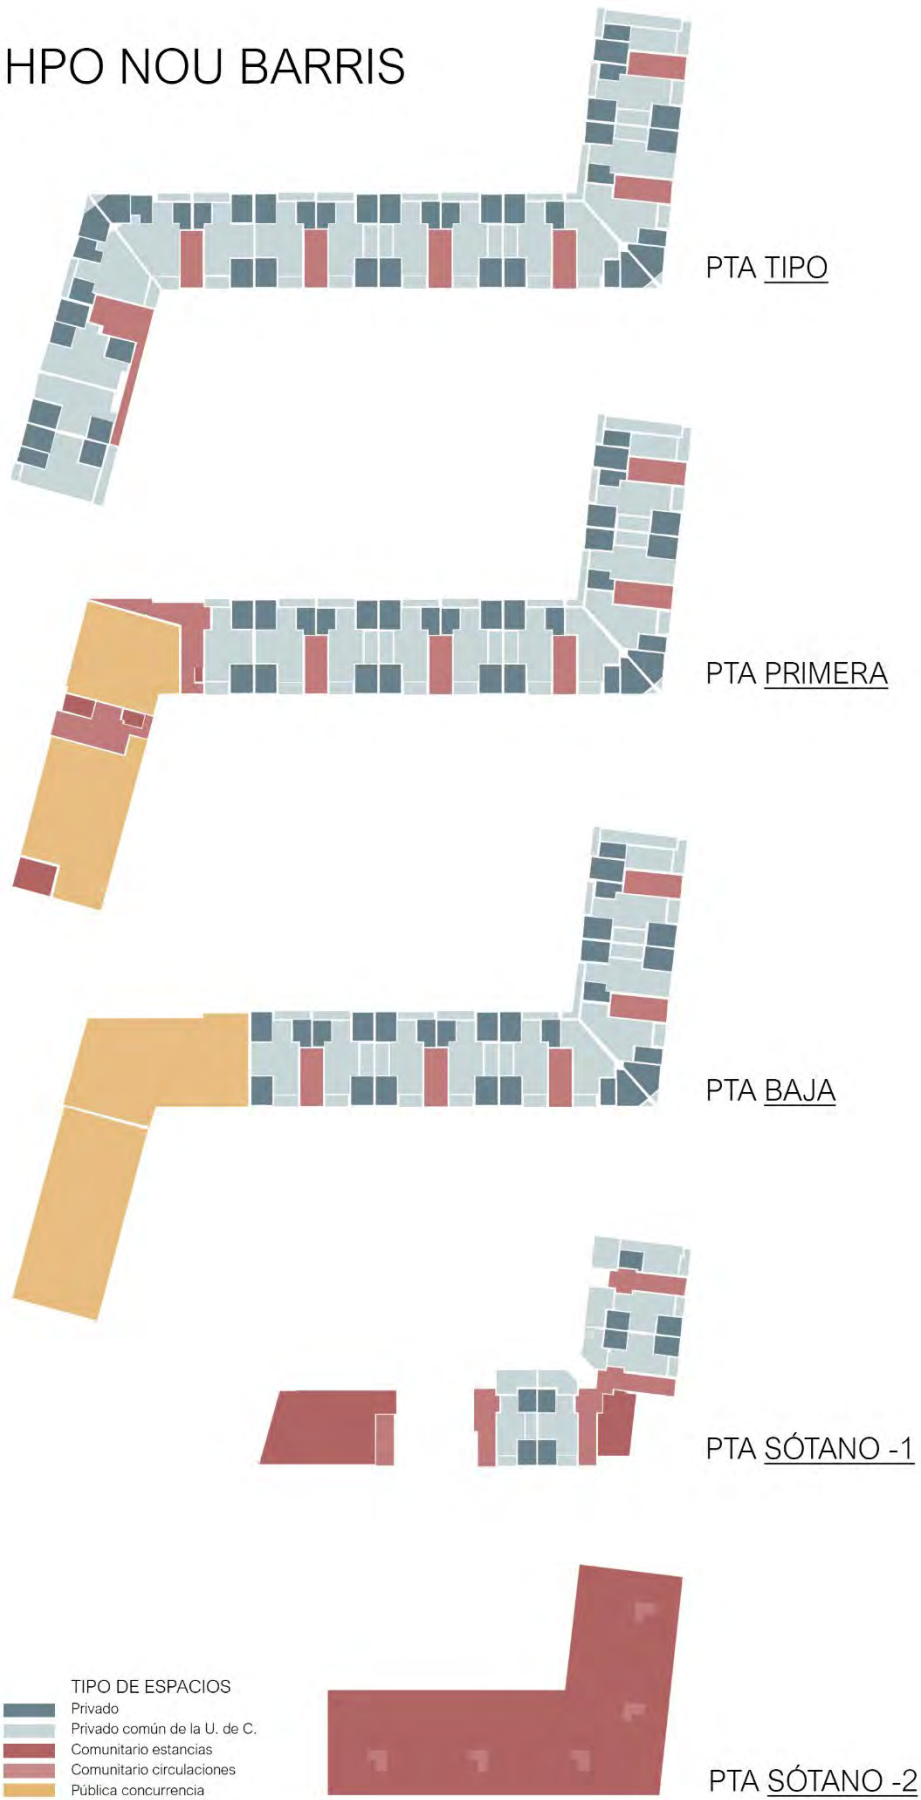 HPO NOU BARRIS
PTA TIPO
PTA PRIMERA
PTA BAJA
PTA SÓTANO -1
TIPO DE ESPACIOS
Privado
Privado común de la U. de C.
Comunitario estancias
Comunitario circulaciones
Pública concurrencia
PTA SÓTANO -2